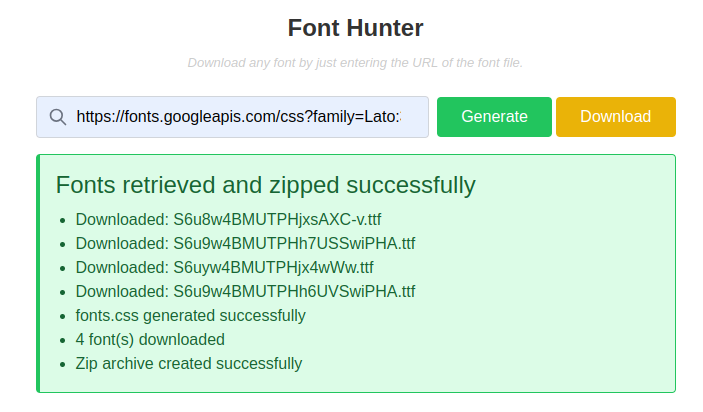 Font Hunter
Download any font by just entering the URL of the font file.
https://fonts.googleapis.com/css?family=Lato:
Generate
Download
Fonts retrieved and zipped successfully
Downloaded: S6u8w4BMUTPHjxsAXC-v.ttf
Downloaded: S6u9w4BMUTPHh7USSwiPHA.ttf
Downloaded: S6uyw4BMUTPHjx4wWw.ttf
Downloaded: S6u9w4BMUTPHh6UVSwiPHA.ttf
fonts.css generated successfully
4 font(s) downloaded
Zip archive created successfully